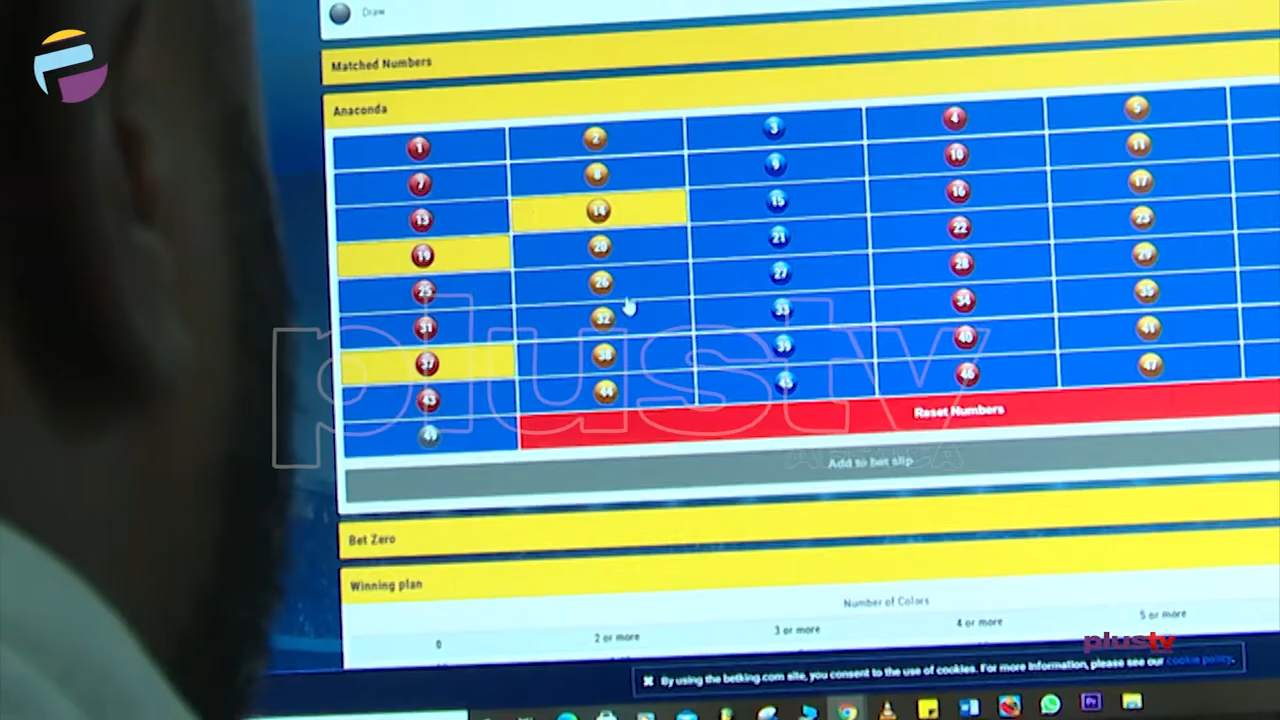 Draw
Matched Numbers
Anaconda
1 2 3 4 5
7 8 9 10 11
13 14 15 16 17
19 20 21 22 23
25 26 27 28 29
31 32 33 34 35
37 38 39 40 41
43 44 45 46 47
49
Reset Numbers
plustv
AFRICA
Add to bet slip
Bet Zero
Winning plan
Number of Colors
0 2 or more 3 or more 4 or more 5 or more
plustv
By using the betking.com site, you consent to the use of cookies. For more information, please see our cookie policy.